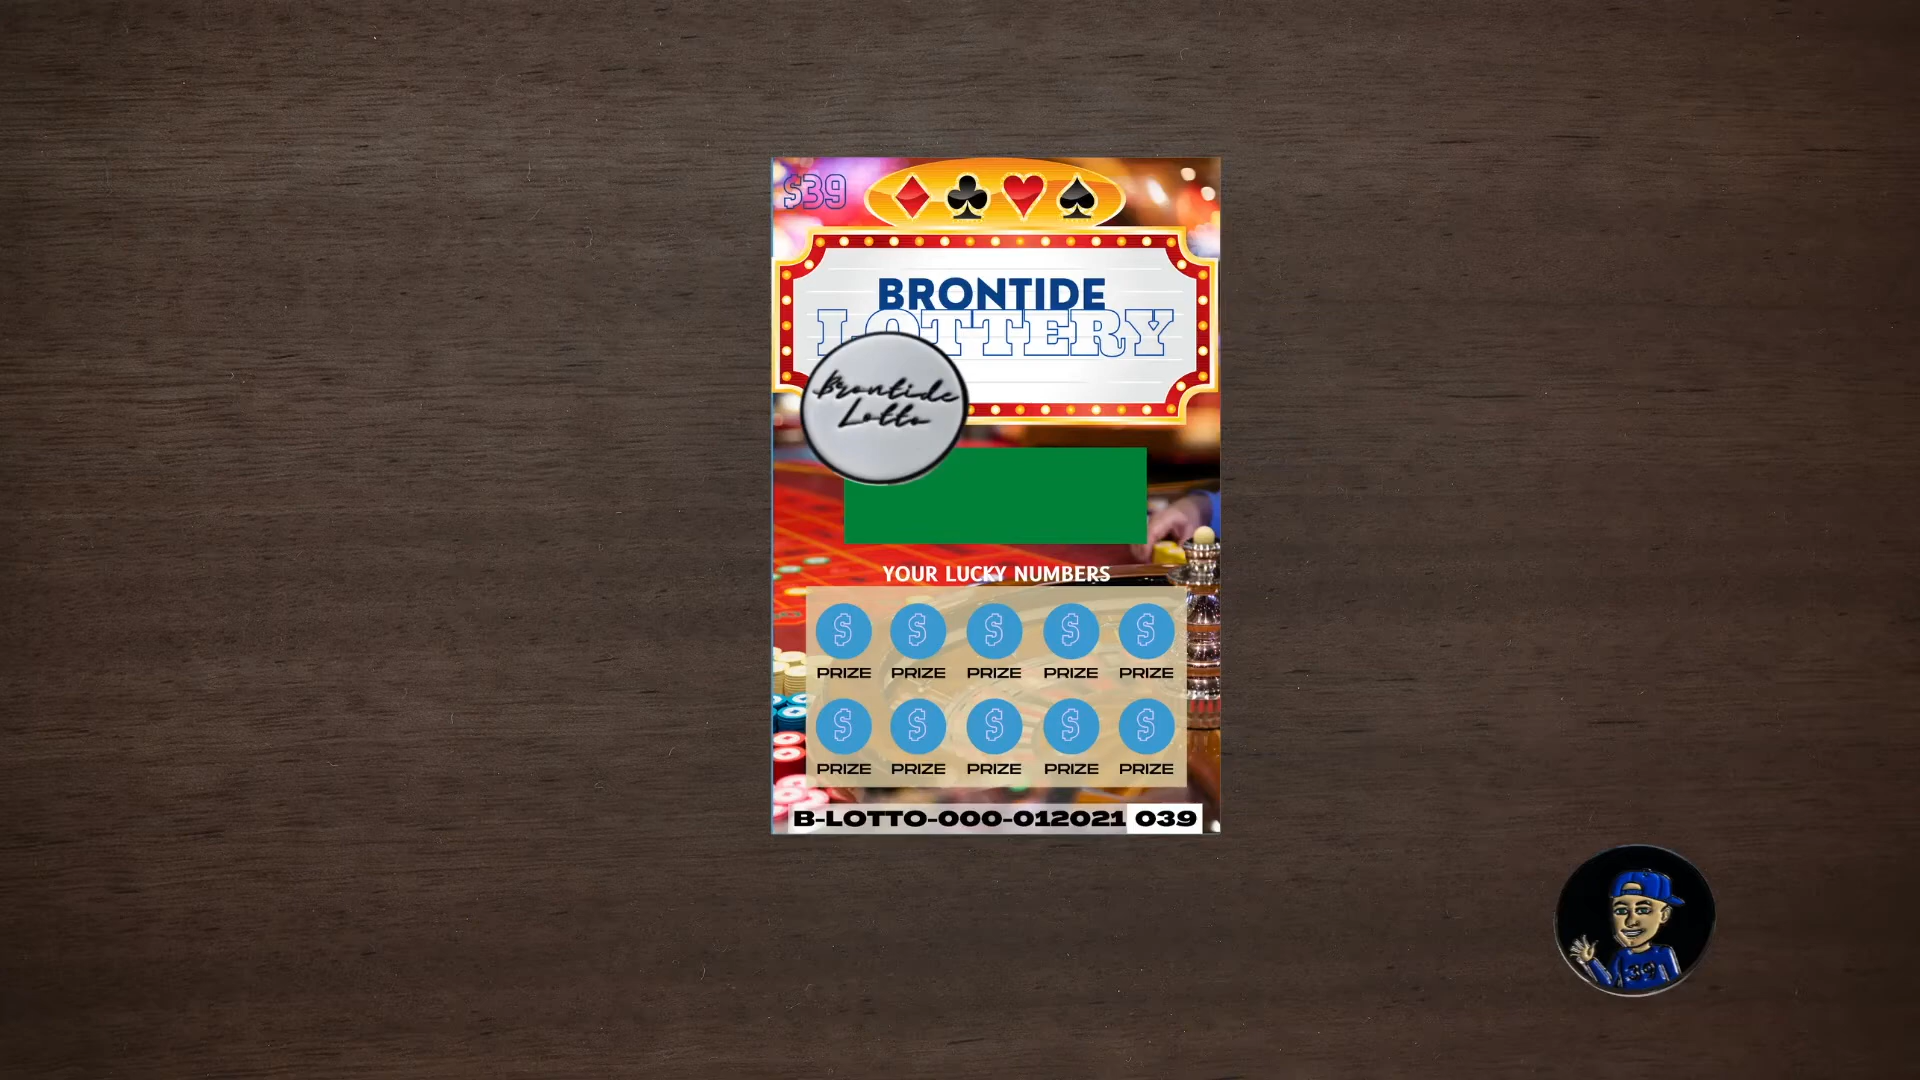 $39
BRONTIDE
LOTTERY
Brontide
Lotto
YOUR LUCKY NUMBERS
$ $ $ $ $
PRIZE PRIZE PRIZE PRIZE PRIZE
$ $ $ $ $
PRIZE PRIZE PRIZE PRIZE PRIZE
B-LOTTO-000-012021 039
39